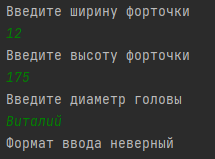 Введите ширину форточки
12
Введите высоту форточки
175
Введите диаметр головы
Виталий
Формат ввода неверный